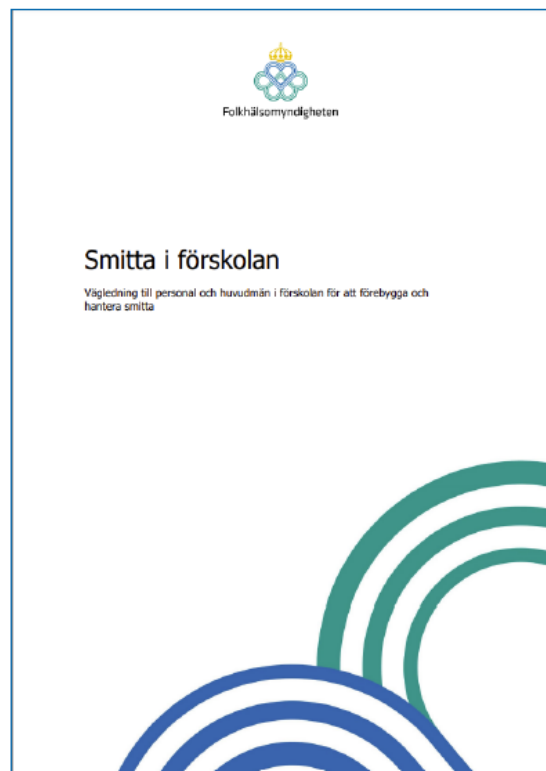 Folkhälsomyndigheten
Smitta i förskolan
Vägledning till personal och huvudmän i förskolan för att förebygga och
hantera smitta